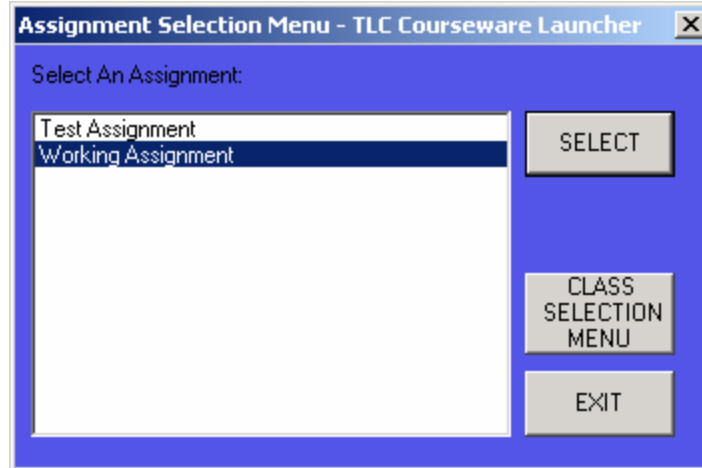 Assignment Selection Menu - TLC Courseware Launcher
Select An Assignment:
Test Assignment
Working Assignment
SELECT
CLASS
SELECTION
MENU
EXIT